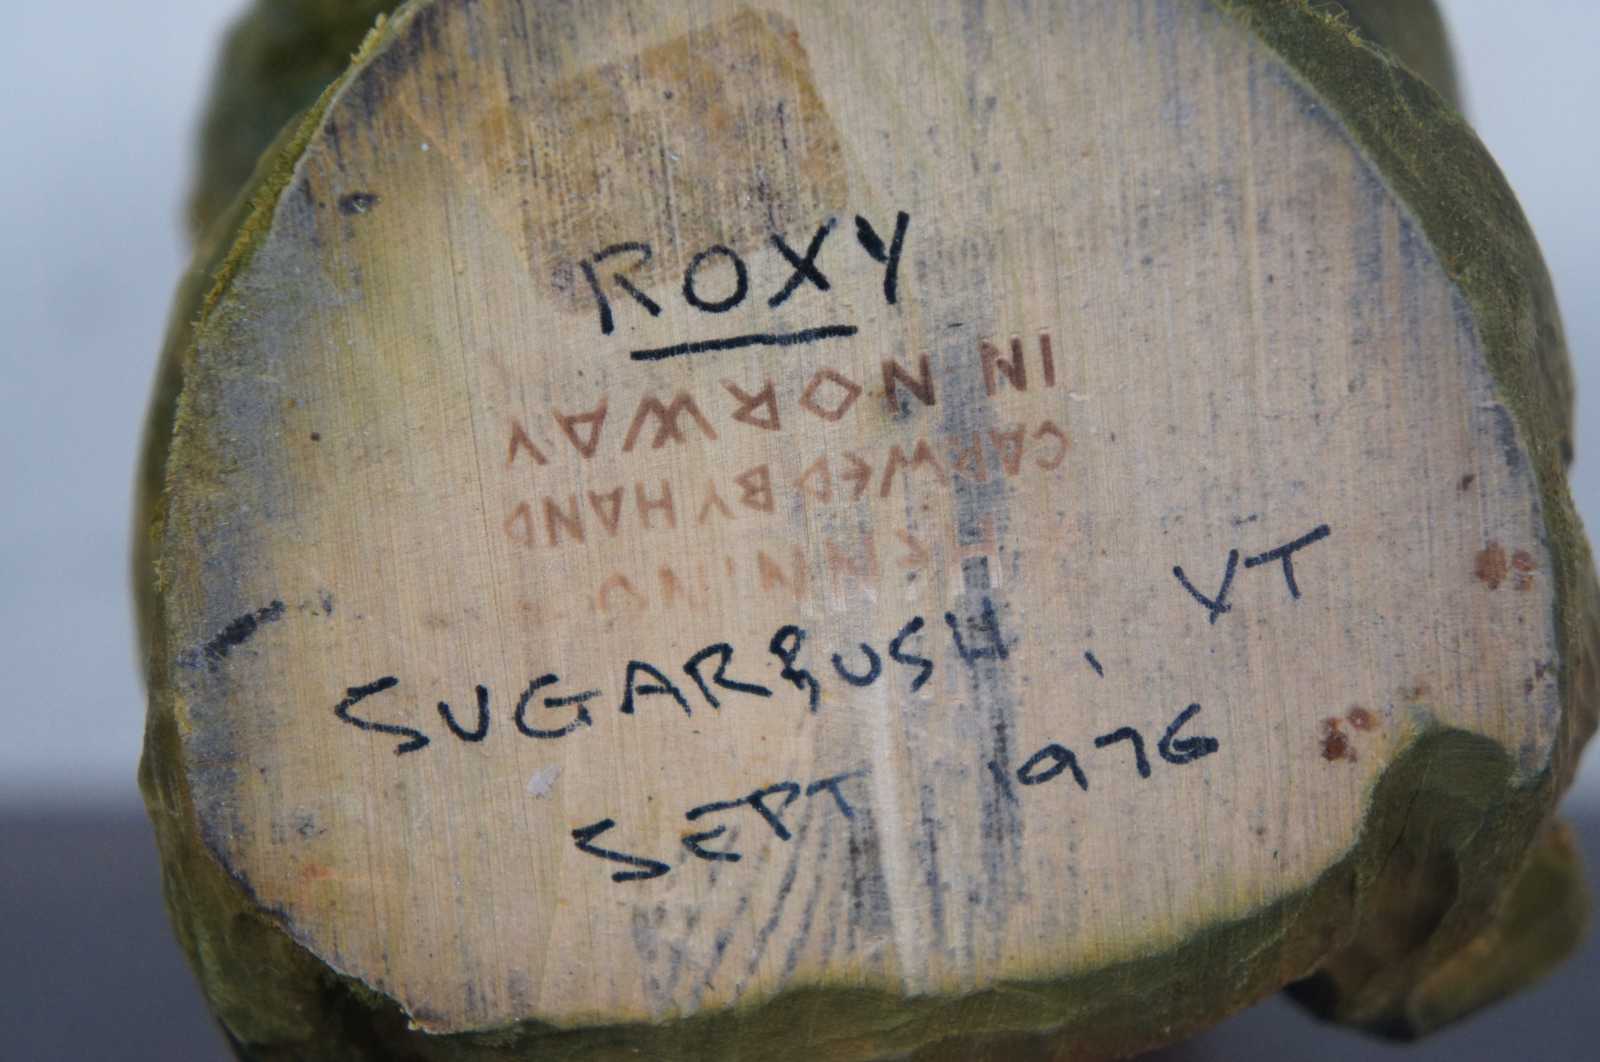 ROXY
HENNING
CARVED BY HAND
IN NORWAY
SUGARBUSH, VT
SEPT 1976